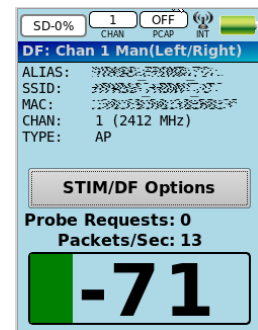 SD-0%
1
OFF
CHAN
PCAP
INT
DF: Chan 1 Man(Left/Right)
ALIAS:
SSID:
MAC:
CHAN: 1 (2412 MHz)
TYPE: AP
STIM/DF Options
Probe Requests: 0
Packets/Sec: 13
-71